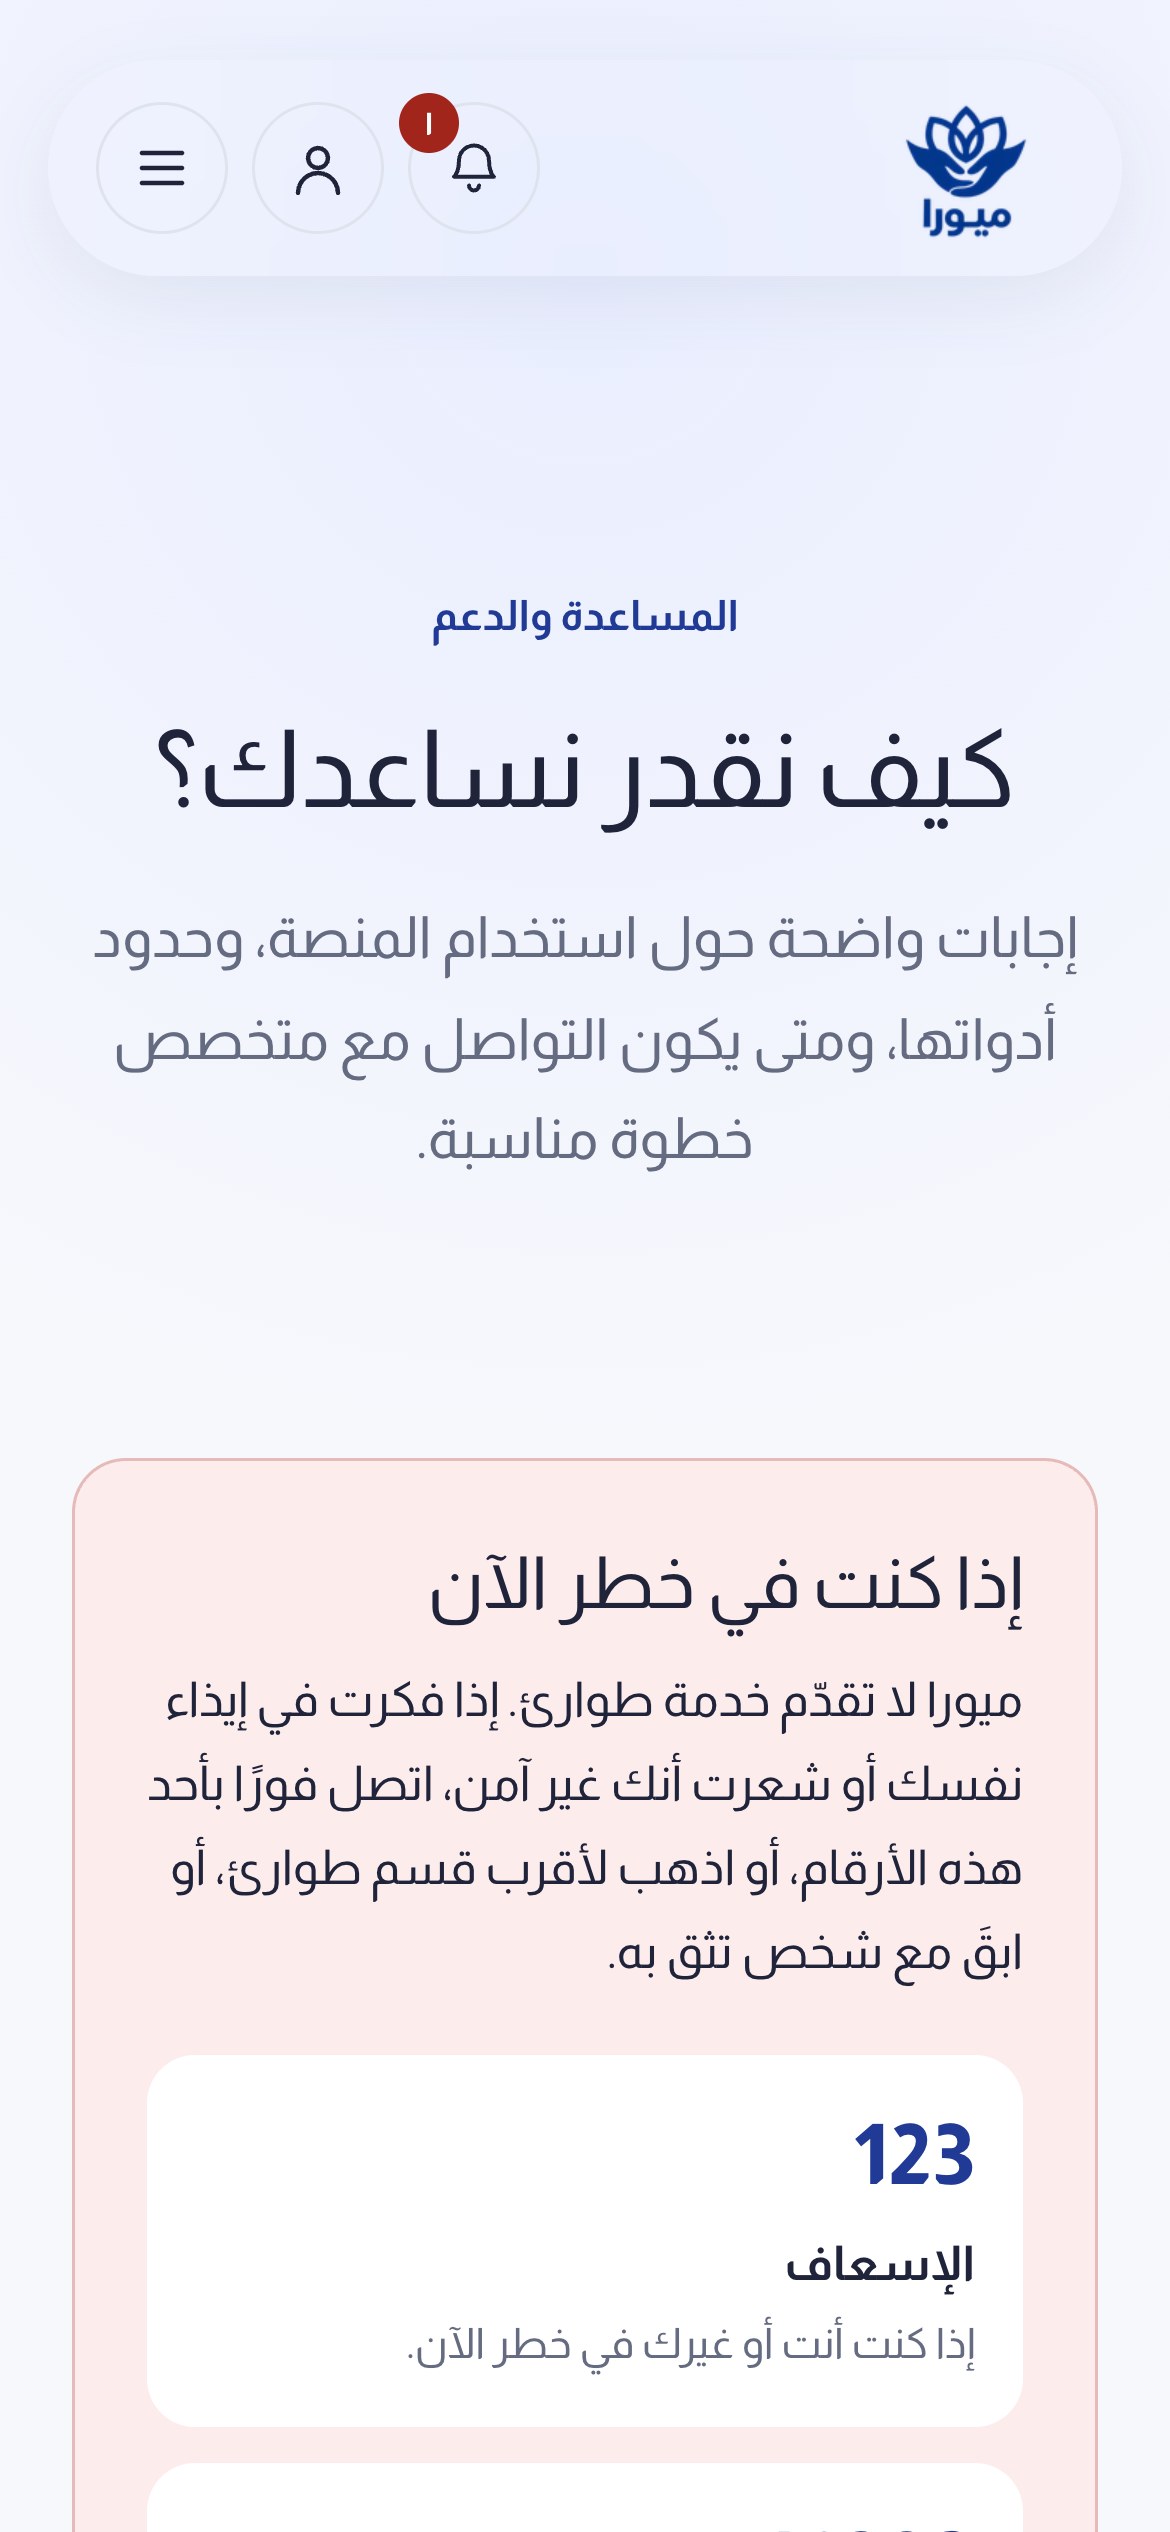 ميورا
١
المساعدة والدعم
كيف نقدر نساعدك؟
إجابات واضحة حول استخدام المنصة، وحدود
أدواتها، ومتى يكون التواصل مع متخصص
خطوة مناسبة.
إذا كنت في خطر الآن
ميورا لا تقدّم خدمة طوارئ. إذا فكرت في إيذاء
نفسك أو شعرت أنك غير آمن، اتصل فورًا بأحد
هذه الأرقام، أو اذهب لأقرب قسم طوارئ، أو
ابقَ مع شخص تثق به.
123
الإسعاف
إذا كنت أنت أو غيرك في خطر الآن.